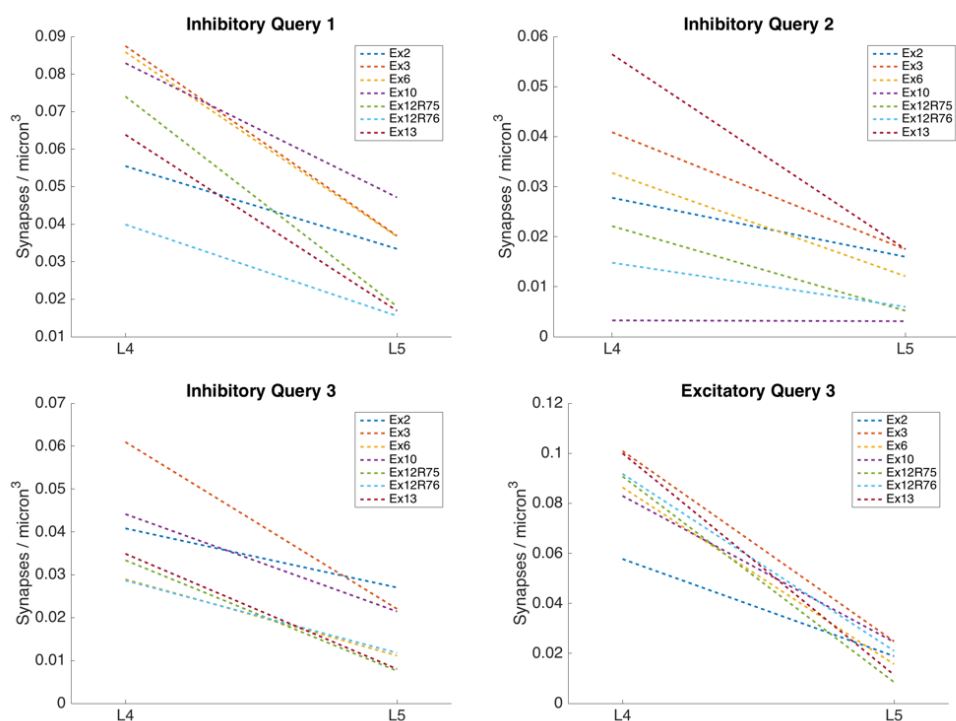 Inhibitory Query 1
Synapses / micron³
0.09
0.08
0.07
0.06
0.05
0.04
0.03
0.02
0.01
L4
L5
Ex2
Ex3
Ex6
Ex10
Ex12R75
Ex12R76
Ex13
Inhibitory Query 2
Synapses / micron³
0.06
0.05
0.04
0.03
0.02
0.01
0
L4
L5
Ex2
Ex3
Ex6
Ex10
Ex12R75
Ex12R76
Ex13
Inhibitory Query 3
Synapses / micron³
0.07
0.06
0.05
0.04
0.03
0.02
0.01
0
L4
L5
Ex2
Ex3
Ex6
Ex10
Ex12R75
Ex12R76
Ex13
Excitatory Query 3
Synapses / micron³
0.12
0.1
0.08
0.06
0.04
0.02
0
L4
L5
Ex2
Ex3
Ex6
Ex10
Ex12R75
Ex12R76
Ex13